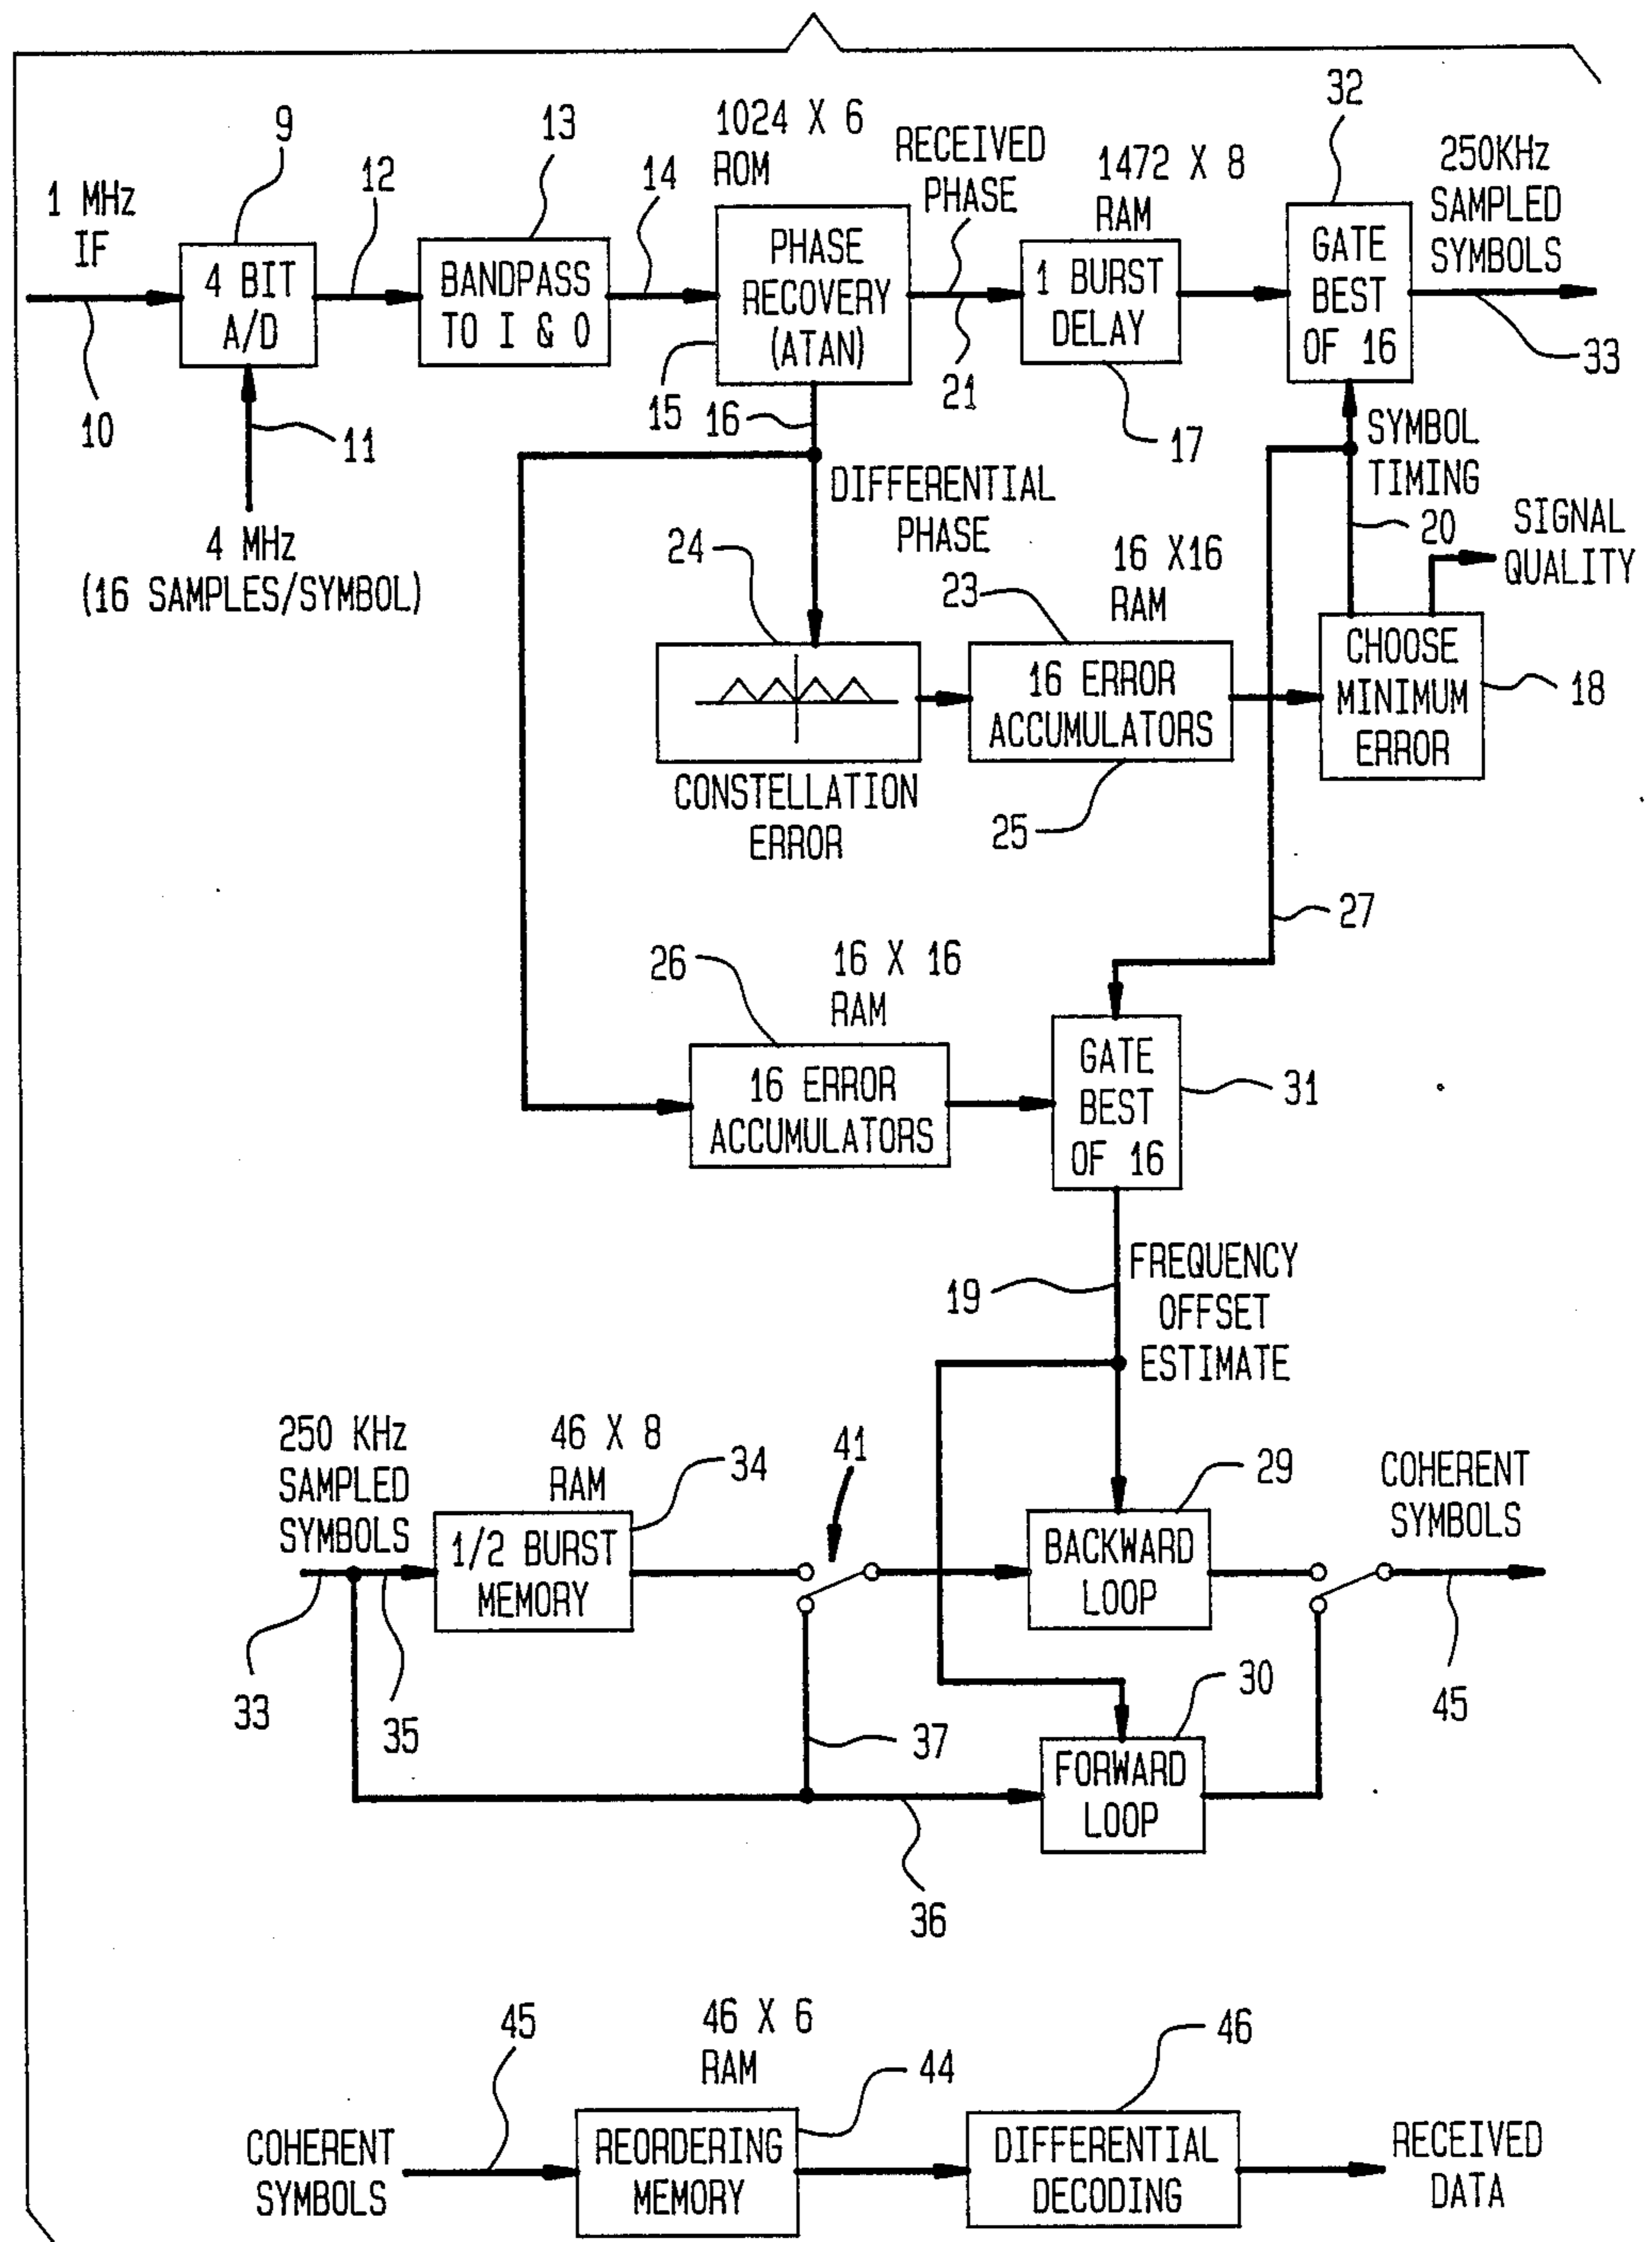 32
9
13
1024 X 6
ROM
RECEIVED
PHASE
1472 X 8
RAM
250KHz
SAMPLED
SYMBOLS
1 MHz
IF
12
14
4 BIT
A/D
BANDPASS
TO I & O
PHASE
RECOVERY
(ATAN)
1 BURST
DELAY
GATE
BEST
OF 16
10
11
15
16
21
17
33
SYMBOL
TIMING
20
4 MHz
(16 SAMPLES/SYMBOL)
DIFFERENTIAL
PHASE
SIGNAL
QUALITY
24
23
16 X16
RAM
16 ERROR
ACCUMULATORS
CHOOSE
MINIMUM
ERROR
18
CONSTELLATION
ERROR
25
27
26
16 X 16
RAM
16 ERROR
ACCUMULATORS
GATE
BEST
OF 16
31
19
FREQUENCY
OFFSET
ESTIMATE
250 KHz
SAMPLED
SYMBOLS
46 X 8
RAM
34
41
29
COHERENT
SYMBOLS
1/2 BURST
MEMORY
BACKWARD
LOOP
33
35
37
30
45
FORWARD
LOOP
36
45
46 X 6
RAM
44
46
COHERENT
SYMBOLS
REORDERING
MEMORY
DIFFERENTIAL
DECODING
RECEIVED
DATA